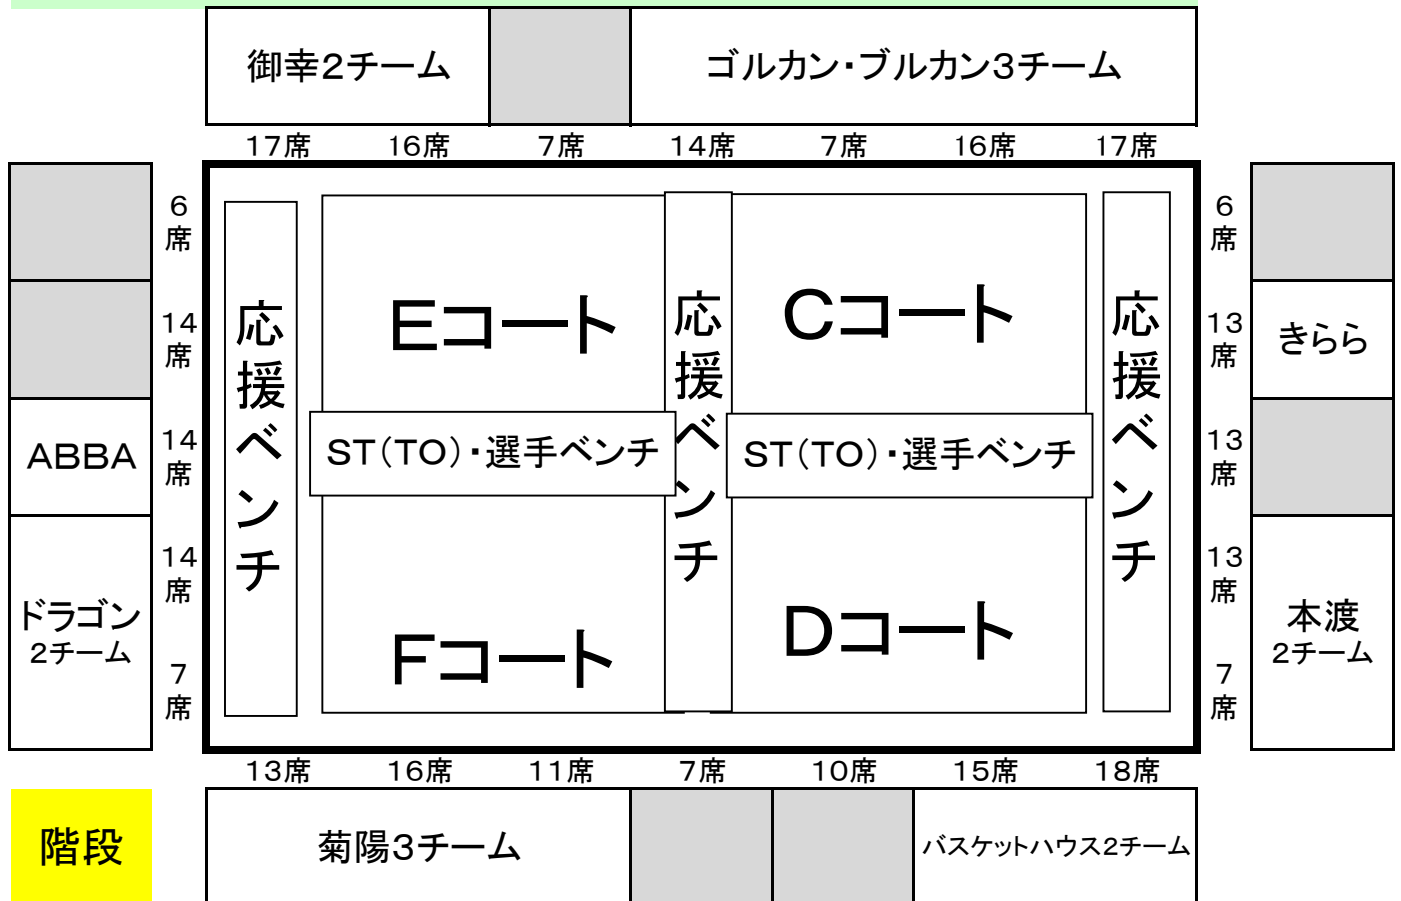 御幸２チーム
ゴルカン・ブルカン３チーム
17席 16席 7席 14席 7席 16席 17席
6席
14席
14席
14席
7席
ABBA
ドラゴン
2チーム
応援ベンチ
Eコート
応援ベンチ
Cコート
応援ベンチ
ST(TO)・選手ベンチ
ST(TO)・選手ベンチ
Fコート
Dコート
6席
13席
13席
13席
7席
きらら
本渡
2チーム
13席 16席 11席 7席 10席 15席 18席
階段
菊陽３チーム
バスケットハウス2チーム